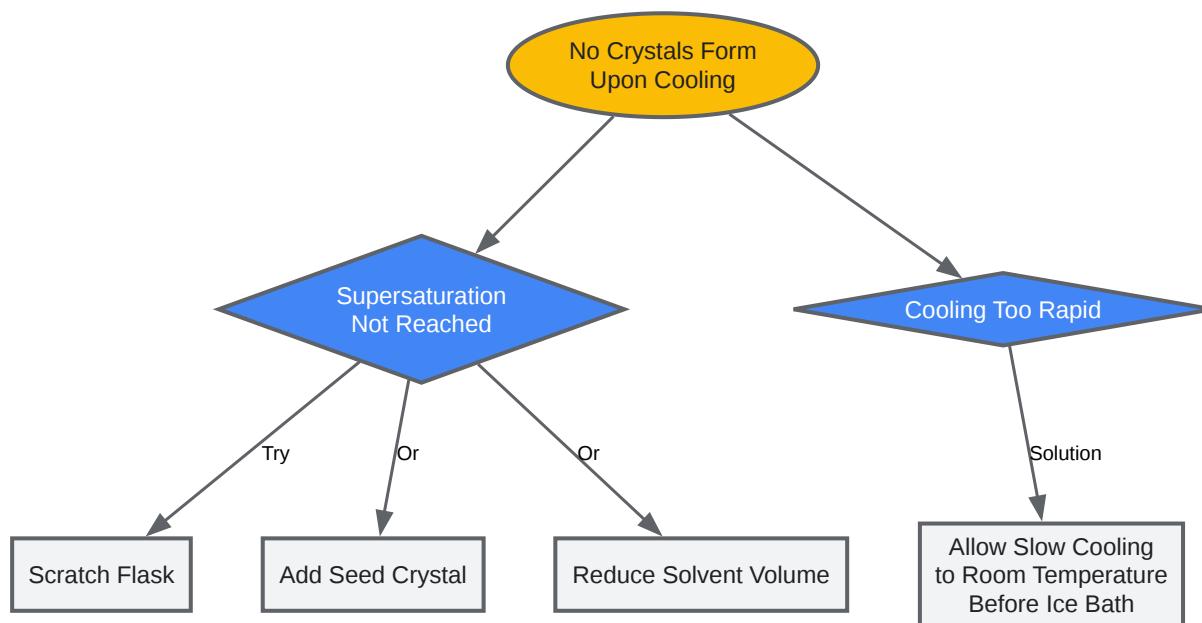 No Crystals Form
Upon Cooling
Supersaturation
Not Reached
Cooling Too Rapid
Try
Or
Or
Solution
Scratch Flask
Add Seed Crystal
Reduce Solvent Volume
Allow Slow Cooling
to Room Temperature
Before Ice Bath